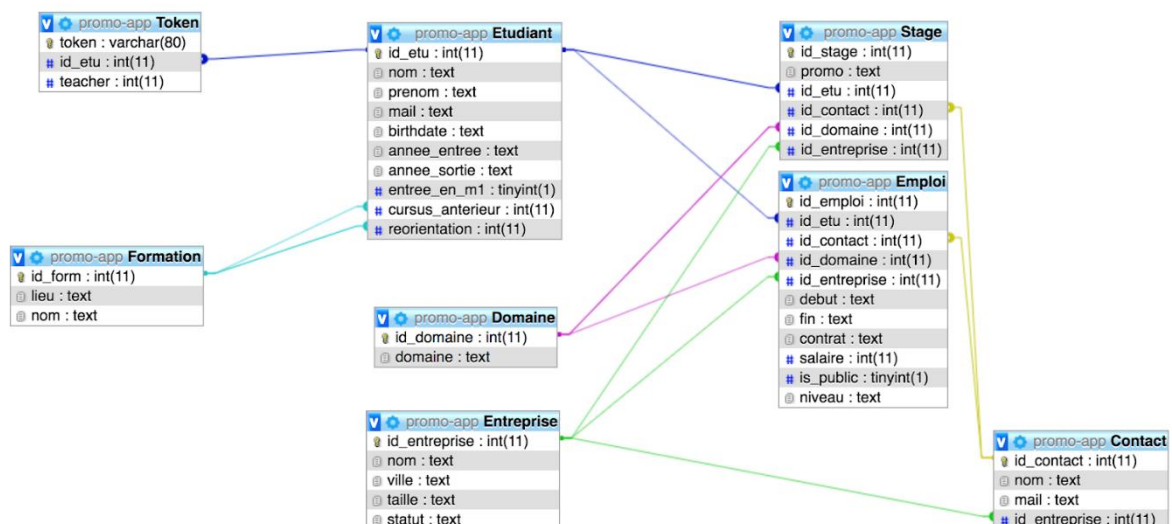 promo-app Token
token : varchar(80)
id_etu : int(11)
teacher : int(11)
promo-app Etudiant
id_etu : int(11)
nom : text
prenom : text
mail : text
birthdate : text
annee_entree : text
annee_sortie : text
entree_en_m1 : tinyint(1)
cursus_anterieur : int(11)
reorientation : int(11)
promo-app Stage
id_stage : int(11)
promo : text
id_etu : int(11)
id_contact : int(11)
id_domaine : int(11)
id_entreprise : int(11)
promo-app Emploi
id_emploi : int(11)
id_etu : int(11)
id_contact : int(11)
id_domaine : int(11)
id_entreprise : int(11)
debut : text
fin : text
contrat : text
salaire : int(11)
is_public : tinyint(1)
niveau : text
promo-app Formation
id_form : int(11)
lieu : text
nom : text
promo-app Domaine
id_domaine : int(11)
domaine : text
promo-app Entreprise
id_entreprise : int(11)
nom : text
ville : text
taille : text
statut : text
promo-app Contact
id_contact : int(11)
nom : text
mail : text
id_entreprise : int(11)